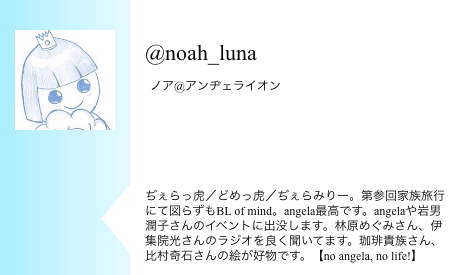 @noah_luna
ノア@アンヂェライオン
ぢぇらっ虎／どめっ虎／ぢぇらみりー。第参回家族旅行
にて図らずもBL of mind。angela最高です。angelaや岩男
潤子さんのイベントに出没します。林原めぐみさん、伊
集院光さんのラジオを良く聞いてます。珈琲貴族さん、
比村奇石さんの絵が好物です。【no angela, no life!】